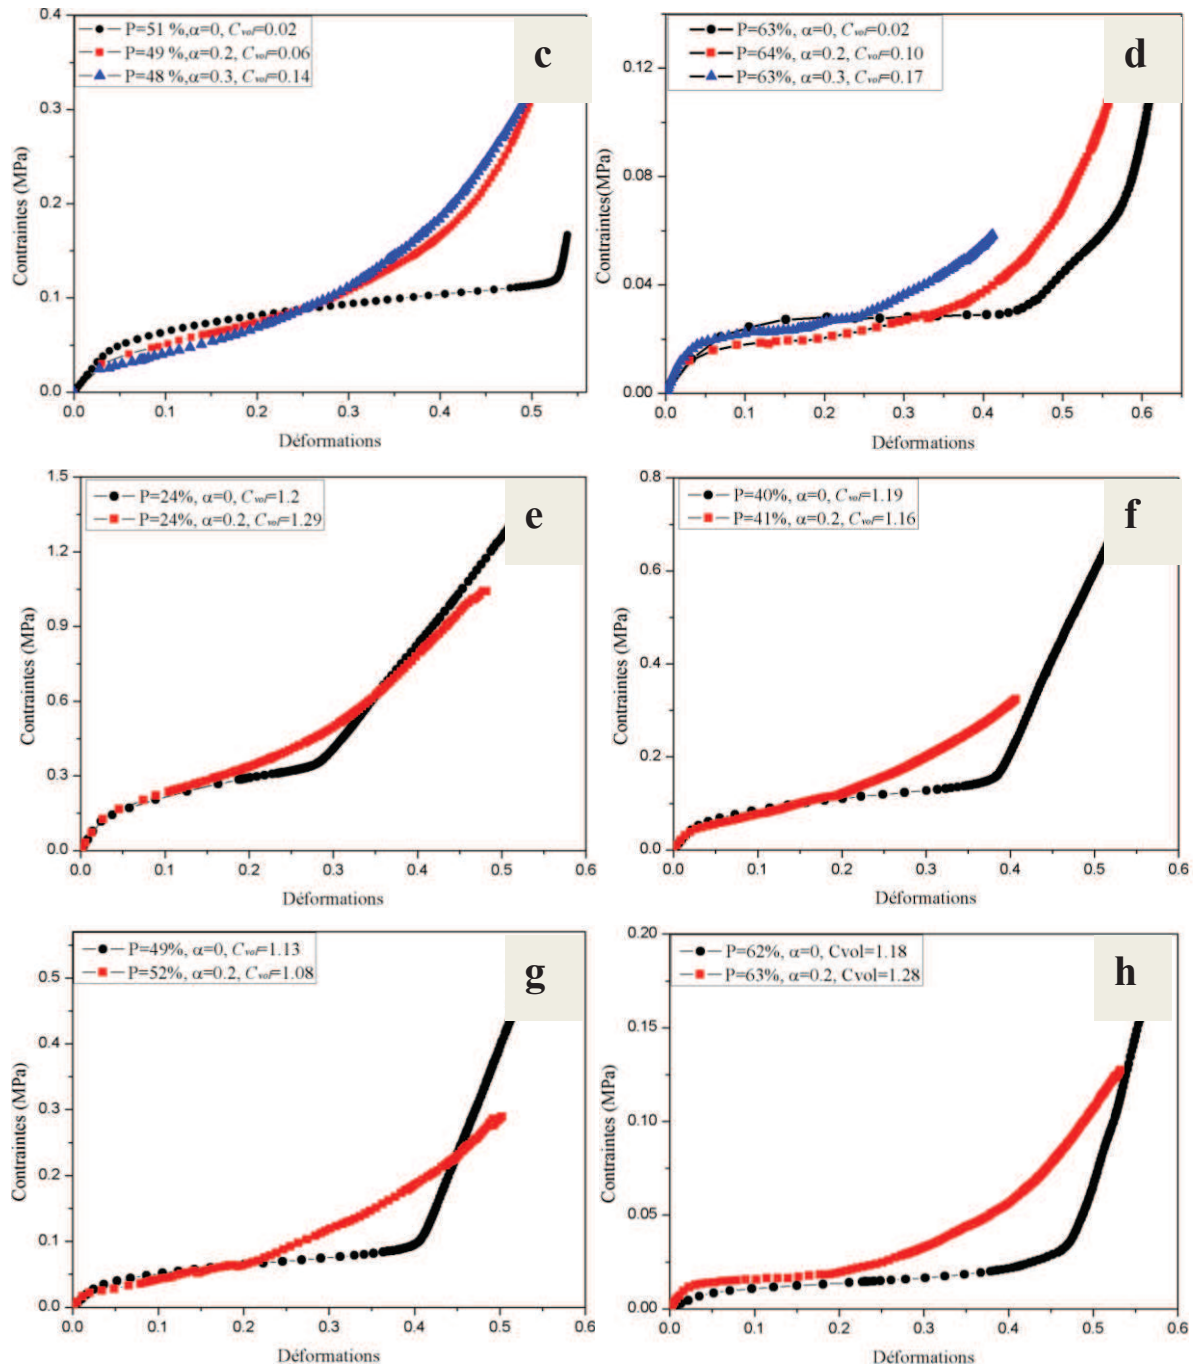 P=51 %,α=0, Cvol=0.02
P=49 %,α=0.2, Cvol=0.06
P=48 %,α=0.3, Cvol=0.14
c
Contraintes (MPa)
0.4
0.3
0.2
0.1
0.0
0.0 0.1 0.2 0.3 0.4 0.5
Déformations
P=63%, α=0, Cvol=0.02
P=64%, α=0.2, Cvol=0.10
P=63%, α=0.3, Cvol=0.17
d
Contraintes(MPa)
0.12
0.08
0.04
0.00
0.0 0.1 0.2 0.3 0.4 0.5 0.6
Déformations
P=24%, α=0, Cvol=1.2
P=24%, α=0.2, Cvol=1.29
e
Contraintes (MPa)
1.5
1.2
0.9
0.6
0.3
0.0
0.0 0.1 0.2 0.3 0.4 0.5 0.6
Déformations
P=40%, α=0, Cvol=1.19
P=41%, α=0.2, Cvol=1.16
f
Contraintes (MPa)
0.8
0.6
0.4
0.2
0.0
0.0 0.1 0.2 0.3 0.4 0.5 0.6
Déformations
P=49%, α=0, Cvol=1.13
P=52%, α=0.2, Cvol=1.08
g
Contraintes (MPa)
0.5
0.4
0.3
0.2
0.1
0.0
0.0 0.1 0.2 0.3 0.4 0.5 0.6
Déformations
P=62%, α=0, Cvol=1.18
P=63%, α=0.2, Cvol=1.28
h
Contraintes (MPa)
0.20
0.15
0.10
0.05
0.00
0.0 0.1 0.2 0.3 0.4 0.5 0.6
Déformations